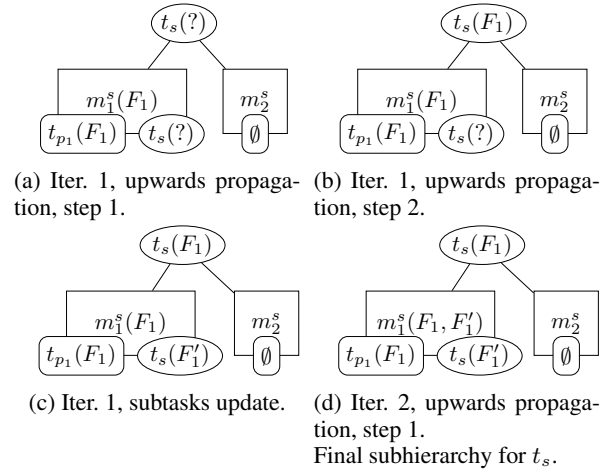 t_s(?) t_s(F_1)
m_1^s(F_1) m_2^s m_1^s(F_1) m_2^s
t_{p_1}(F_1) t_s(?) ∅ t_{p_1}(F_1) t_s(?) ∅
(a) Iter. 1, upwards propaga-
tion, step 1.
(b) Iter. 1, upwards propaga-
tion, step 2.
t_s(F_1) t_s(F_1)
m_1^s(F_1) m_2^s m_1^s(F_1, F_1') m_2^s
t_{p_1}(F_1) t_s(F_1') ∅ t_{p_1}(F_1) t_s(F_1') ∅
(c) Iter. 1, subtasks update.
(d) Iter. 2, upwards propaga-
tion, step 1.
Final subhierarchy for t_s.